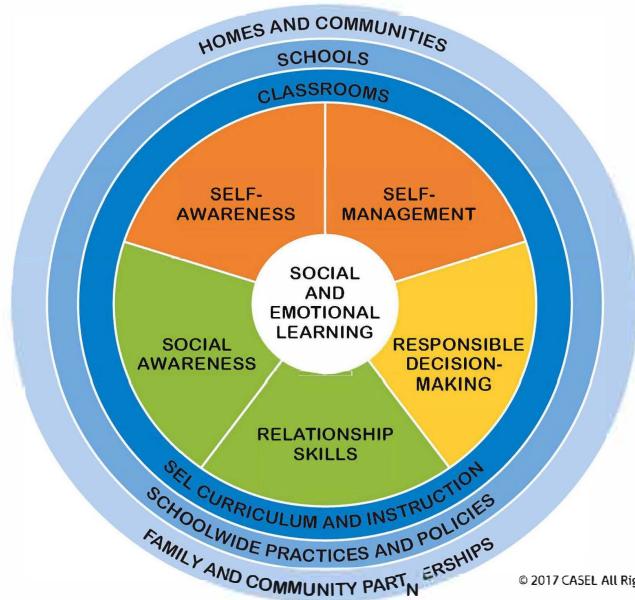 HOMES AND COMMUNITIES
SCHOOLS
CLASSROOMS
SELF-
AWARENESS
SELF-
MANAGEMENT
SOCIAL
AND
EMOTIONAL
LEARNING
SOCIAL
AWARENESS
RESPONSIBLE
DECISION-
MAKING
RELATIONSHIP
SKILLS
SEL CURRICULUM AND INSTRUCTION
SCHOOLWIDE PRACTICES AND POLICIES
FAMILY AND COMMUNITY PARTNERSHIPS
© 2017 CASEL All Rig